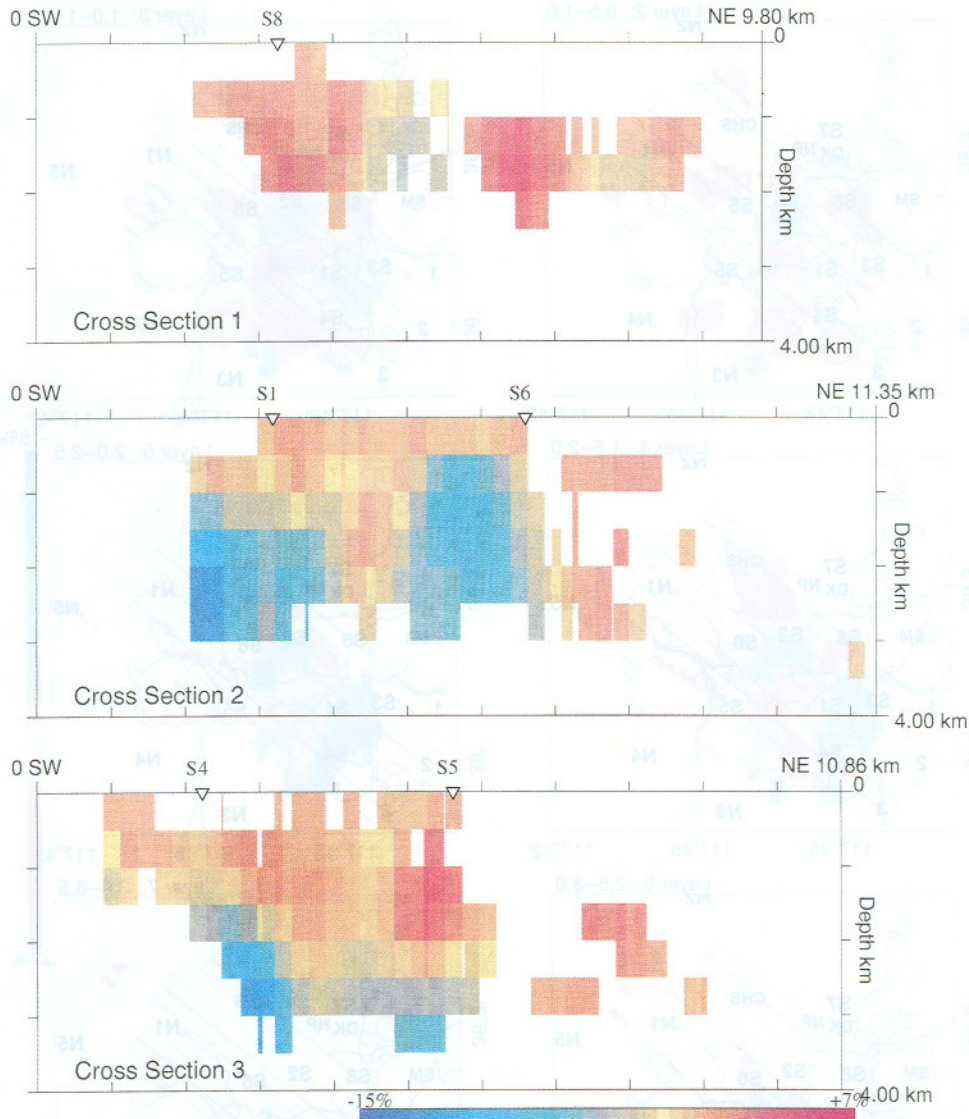 0 SW
S8
NE 9.80 km
0
Depth km
Cross Section 1
4.00 km
0 SW
S1
S6
NE 11.35 km
0
Depth km
Cross Section 2
4.00 km
0 SW
S4
S5
NE 10.86 km
0
Depth km
Cross Section 3
4.00 km
-15%
+7%